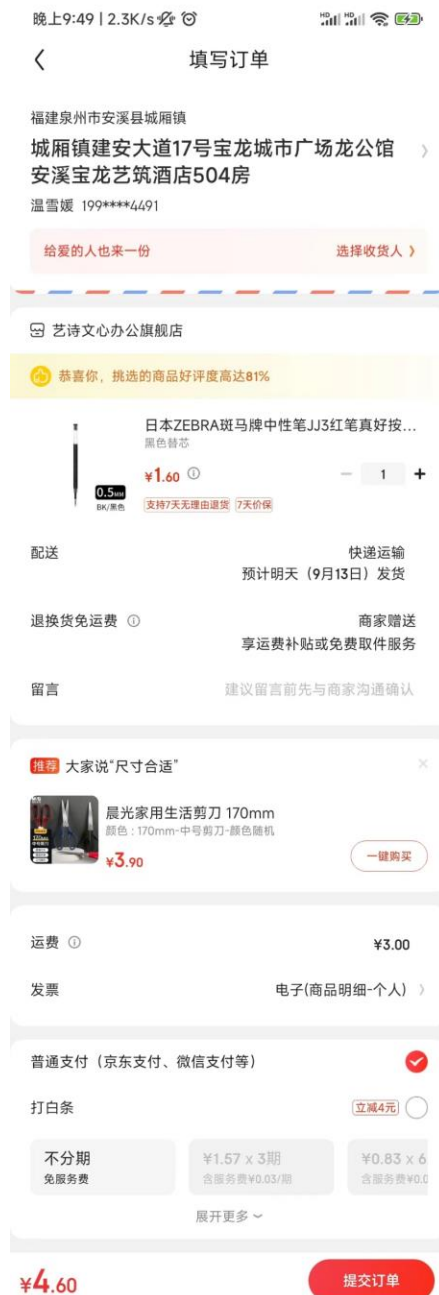 晚上9:49 | 2.3K/s
填写订单
福建泉州市安溪县城厢镇
城厢镇建安大道17号宝龙城市广场龙公馆
安溪宝龙艺筑酒店504房
温雪媛 199****4491
给爱的人也来一份 选择收货人
艺诗文心办公旗舰店
恭喜你，挑选的商品好评度高达81%
日本ZEBRA斑马牌中性笔JJ3红笔真好按...
黑色替芯
¥1.60 1
0.5MM
BK/黑色
支持7天无理由退货 7天价保
配送 快递运输
预计明天（9月13日）发货
退换货免运费 商家赠送
享运费补贴或免费取件服务
留言 建议留言前先与商家沟通确认
推荐 大家说“尺寸合适”
晨光家用生活剪刀 170mm
颜色：170mm-中号剪刀-颜色随机
¥3.90 一键购买
运费 ¥3.00
发票 电子(商品明细-个人)
普通支付（京东支付、微信支付等）
打白条 立减4元
不分期 ¥1.57 x 3期 ¥0.83 x 6
免服务费 含服务费¥0.03/期 含服务费¥0.0
展开更多
¥4.60 提交订单